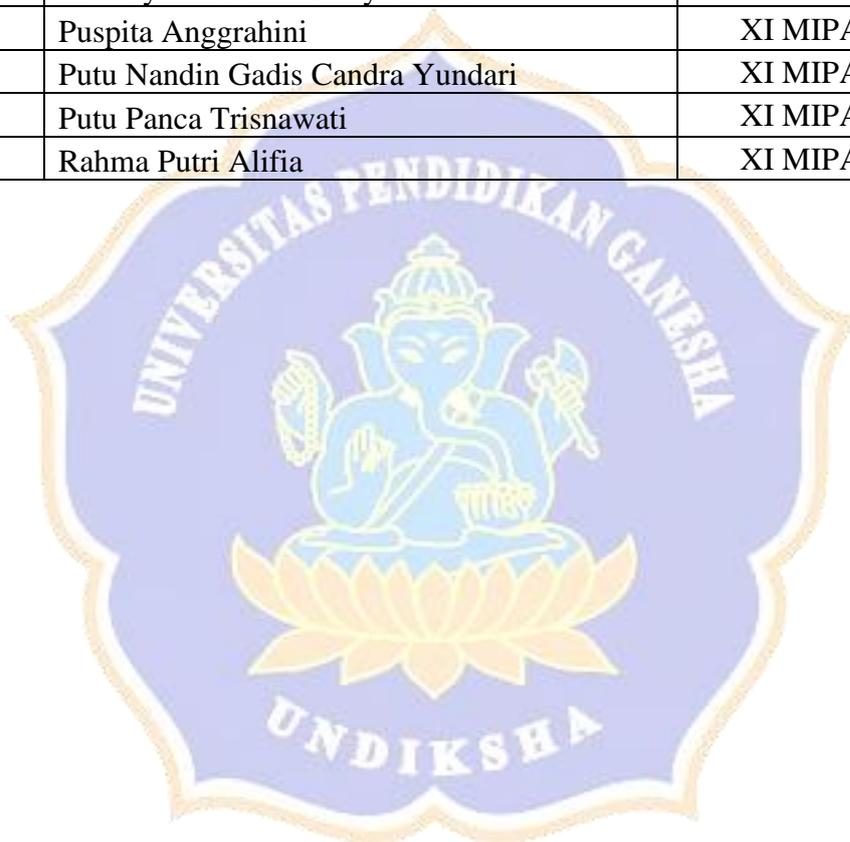 Puspita Anggrahini XI MIPA
Putu Nandin Gadis Candra Yundari XI MIPA
Putu Panca Trisnawati XI MIPA
Rahma Putri Alifia XI MIPA
UNIVERSITAS PENDIDIKAN GANESHA
UNDIKSHA